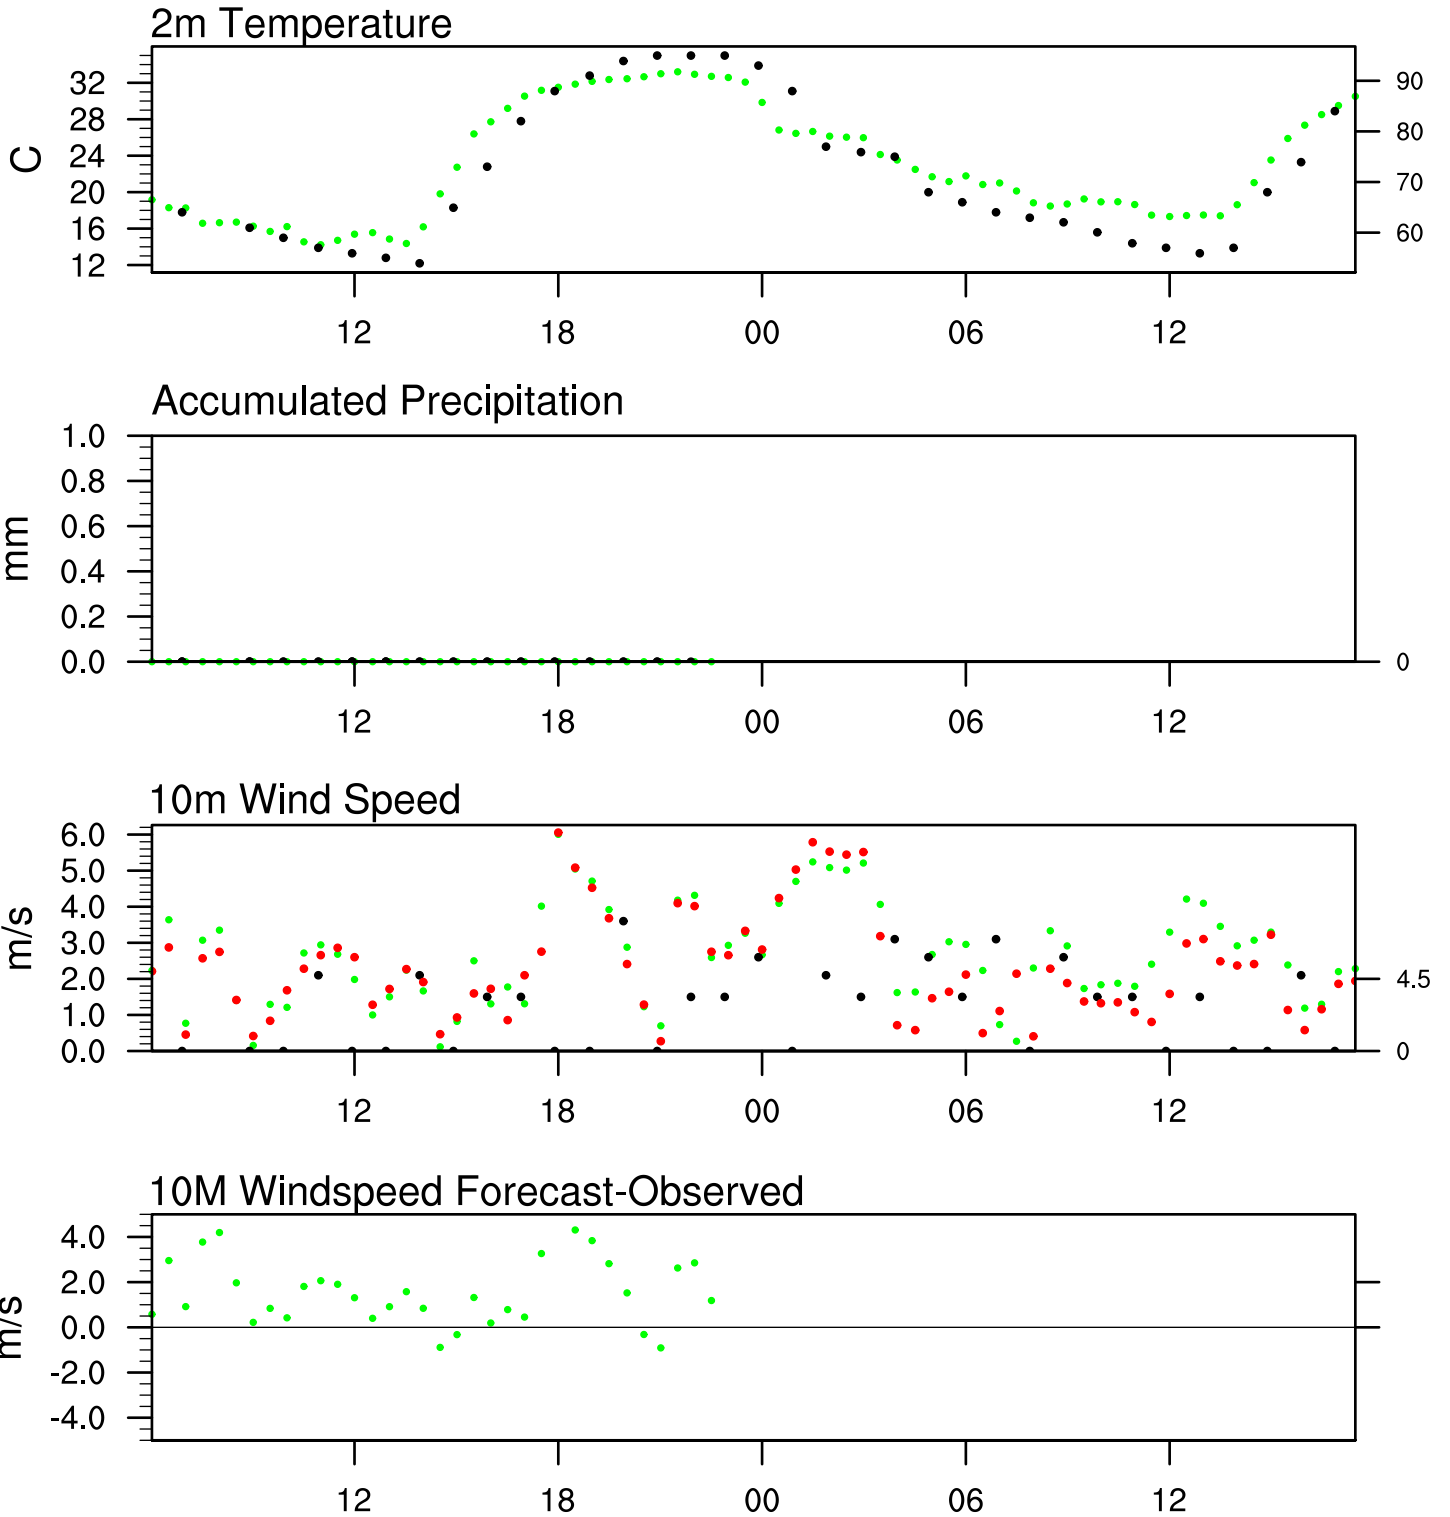 2m Temperature
C
32
28
24
20
16
12
90
80
70
60
12 18 00 06 12
Accumulated Precipitation
mm
1.0
0.8
0.6
0.4
0.2
0.0
0
12 18 00 06 12
10m Wind Speed
m/s
6.0
5.0
4.0
3.0
2.0
1.0
0.0
4.5
0
12 18 00 06 12
10M Windspeed Forecast-Observed
m/s
4.0
2.0
0.0
-2.0
-4.0
12 18 00 06 12